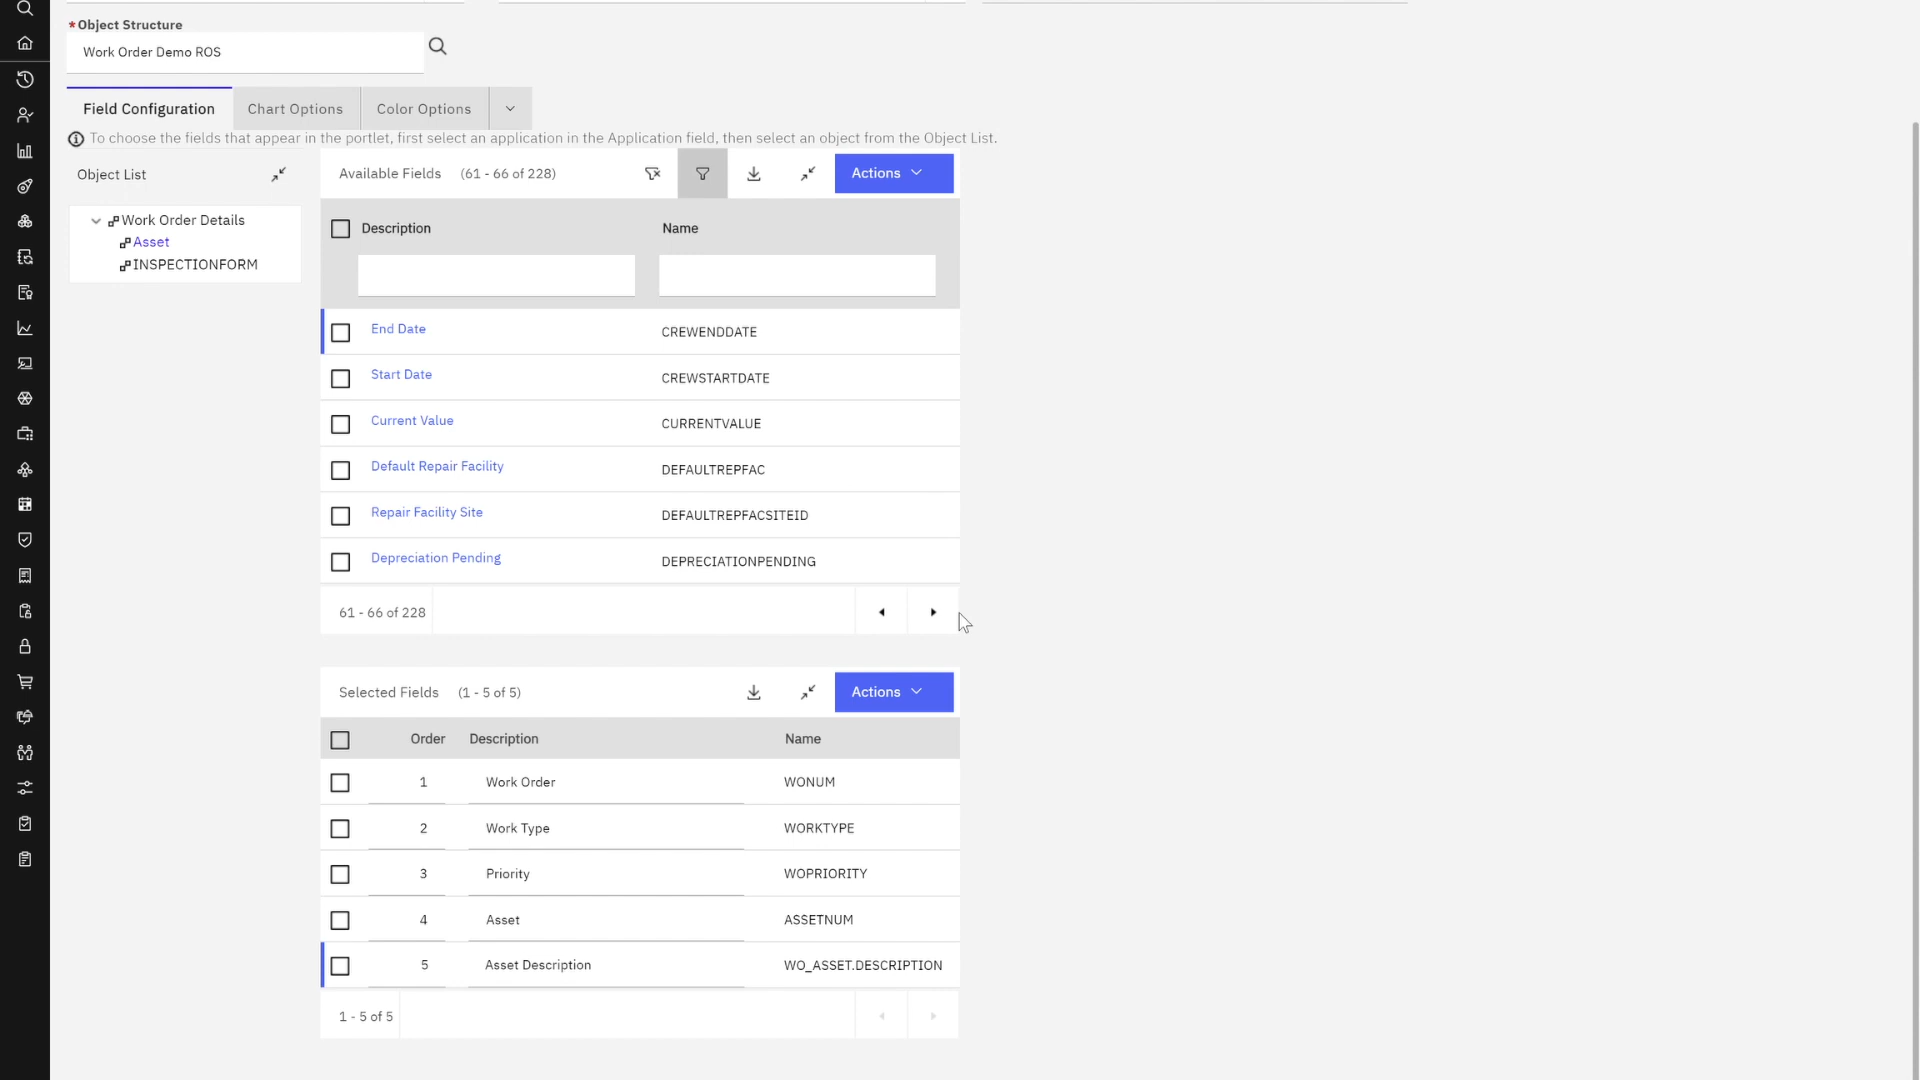 *Object Structure
Work Order Demo ROS
Field Configuration Chart Options Color Options
To choose the fields that appear in the portlet, first select an application in the Application field, then select an object from the Object List.
Object List
Work Order Details
Asset
INSPECTIONFORM
Available Fields (61 - 66 of 228) Actions
Description Name
End Date CREWENDDATE
Start Date CREWSTARTDATE
Current Value CURRENTVALUE
Default Repair Facility DEFAULTREPFAC
Repair Facility Site DEFAULTREPFACSITEID
Depreciation Pending DEPRECIATIONPENDING
61 - 66 of 228
Selected Fields (1 - 5 of 5) Actions
Order Description Name
1 Work Order WONUM
2 Work Type WORKTYPE
3 Priority WOPRIORITY
4 Asset ASSETNUM
5 Asset Description WO_ASSET.DESCRIPTION
1 - 5 of 5